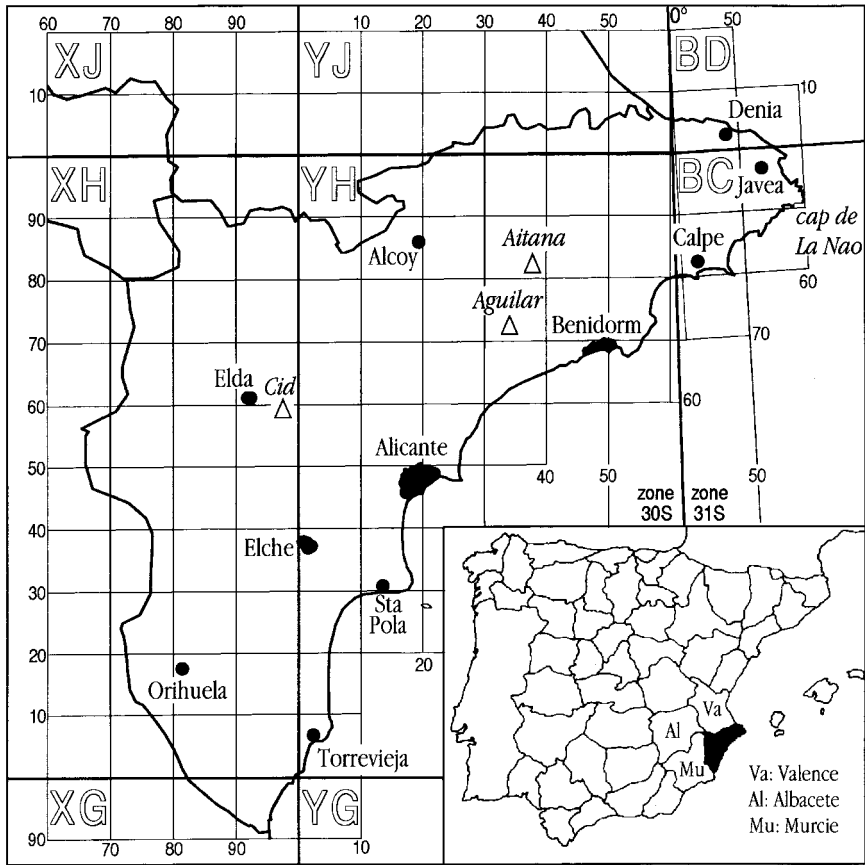 60 70 80 90 10 20 30 40 50 0° 50
XJ YJ BD
10 10
Denia
XH YH BC
Javea
90
Aitana
cap de
La Nao
Alcoy
Calpe
80
60
Aguilar
70
Benidorm
70
Elda
Cid
60
60
Alicante
50
40 50 50
zone zone
30S 31S
40
Elche
30
Sta
Pola
20
20
Orihuela
10
Torrevieja
XG YG
90
60 70 80 90 10
Va
Al
Mu
Va: Valence
Al: Albacete
Mu: Murcie